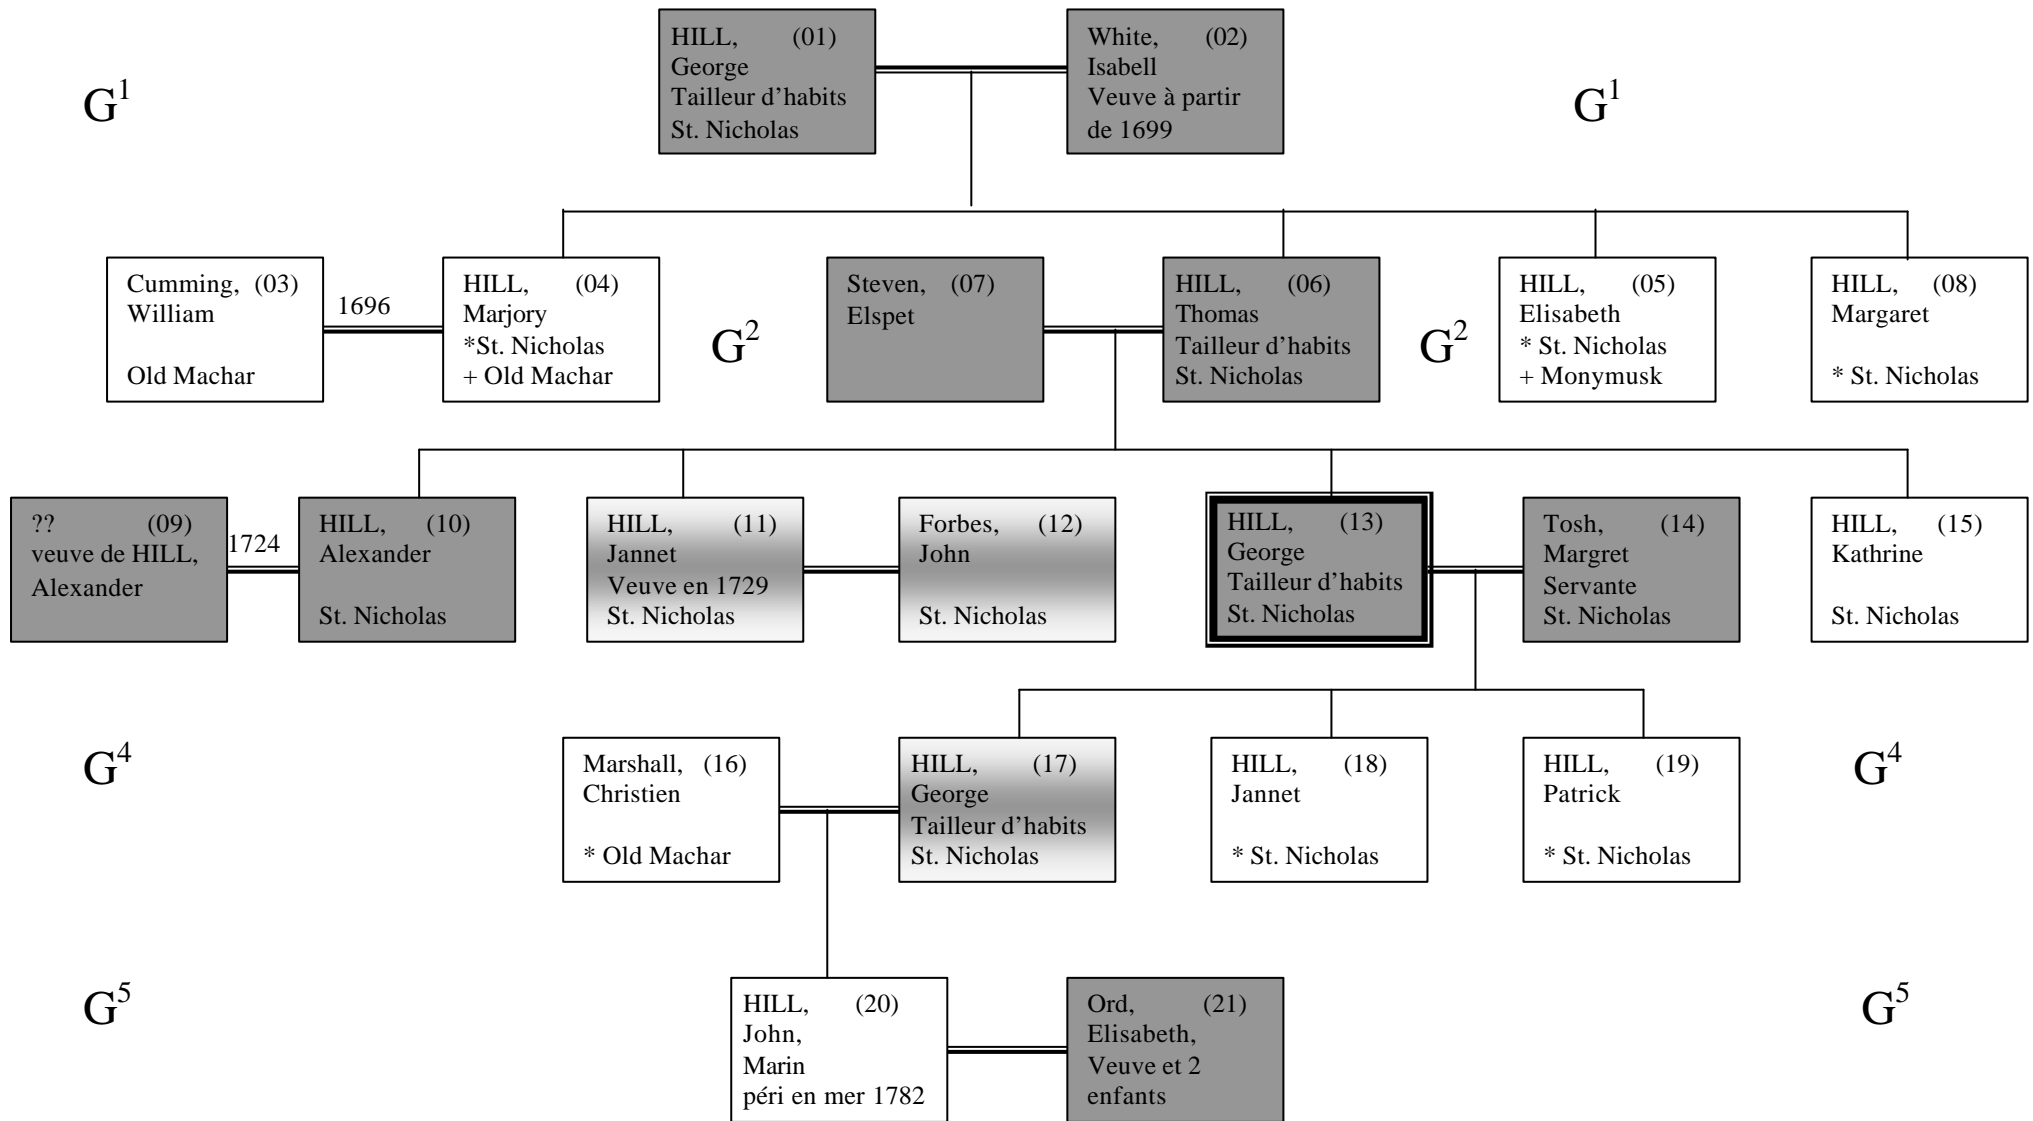 HILL, (01)
George
Tailleur d'habits
St. Nicholas
White, (02)
Isabell
Veuve à partir
de 1699
G1
G1
Cumming, (03)
William
Old Machar
1696
HILL, (04)
Marjory
*St. Nicholas
+ Old Machar
G2
Steven, (07)
Elspet
HILL, (06)
Thomas
Tailleur d'habits
St. Nicholas
G2
HILL, (05)
Elisabeth
* St. Nicholas
+ Monymusk
HILL, (08)
Margaret
* St. Nicholas
?? (09)
veuve de HILL,
Alexander
1724
HILL, (10)
Alexander
St. Nicholas
HILL, (11)
Jannet
Veuve en 1729
St. Nicholas
Forbes, (12)
John
St. Nicholas
HILL, (13)
George
Tailleur d'habits
St. Nicholas
Tosh, (14)
Margret
Servante
St. Nicholas
HILL, (15)
Kathrine
St. Nicholas
G4
Marshall, (16)
Christien
* Old Machar
HILL, (17)
George
Tailleur d'habits
St. Nicholas
HILL, (18)
Jannet
* St. Nicholas
HILL, (19)
Patrick
* St. Nicholas
G4
G5
HILL, (20)
John,
Marin
péri en mer 1782
Ord, (21)
Elisabeth,
Veuve et 2
enfants
G5